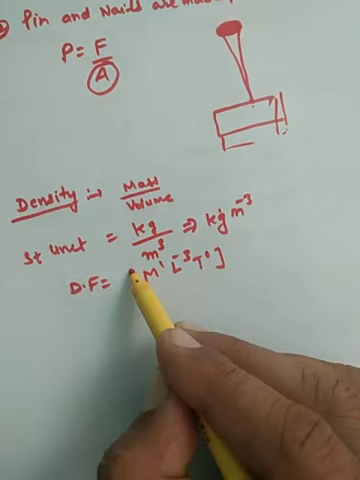 Pin and Nails are made
P = F
A
Density :→ Mass
Volume
SI Unit = kg ⇒ kg m⁻³
m³
D.F = M¹ L⁻³ T⁰]